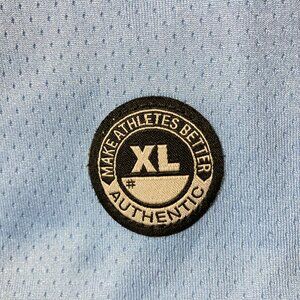 MAKE ATHLETES BETTER
XL
#
AUTHENTIC